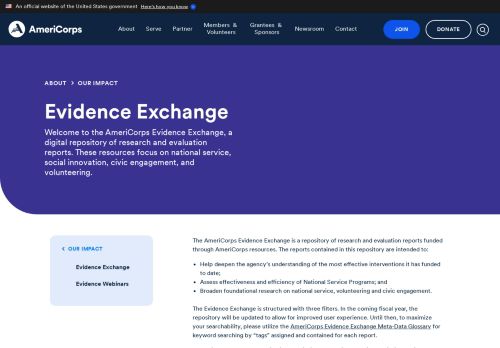 An official website of the United States government Here's how you know
AmeriCorps
About Serve Partner Members & Volunteers Grantees & Sponsors Newsroom Contact
JOIN
DONATE
ABOUT > OUR IMPACT
Evidence Exchange
Welcome to the AmeriCorps Evidence Exchange, a
digital repository of research and evaluation
reports. These resources focus on national service,
social innovation, civic engagement, and
volunteering.
< OUR IMPACT
Evidence Exchange
Evidence Webinars
The AmeriCorps Evidence Exchange is a repository of research and evaluation reports funded
through AmeriCorps resources. The reports contained in this repository are intended to:
• Help deepen the agency's understanding of the most effective interventions it has funded
to date;
• Assess effectiveness and efficiency of National Service Programs; and
• Broaden foundational research on national service, volunteering and civic engagement.
The Evidence Exchange is structured with three filters. In the coming fiscal year, the
repository will be updated to allow for improved user experience. Until then, to maximize
your searchability, please utilize the AmeriCorps Evidence Exchange Meta-Data Glossary for
keyword searching by "tags" assigned and contained for each report.